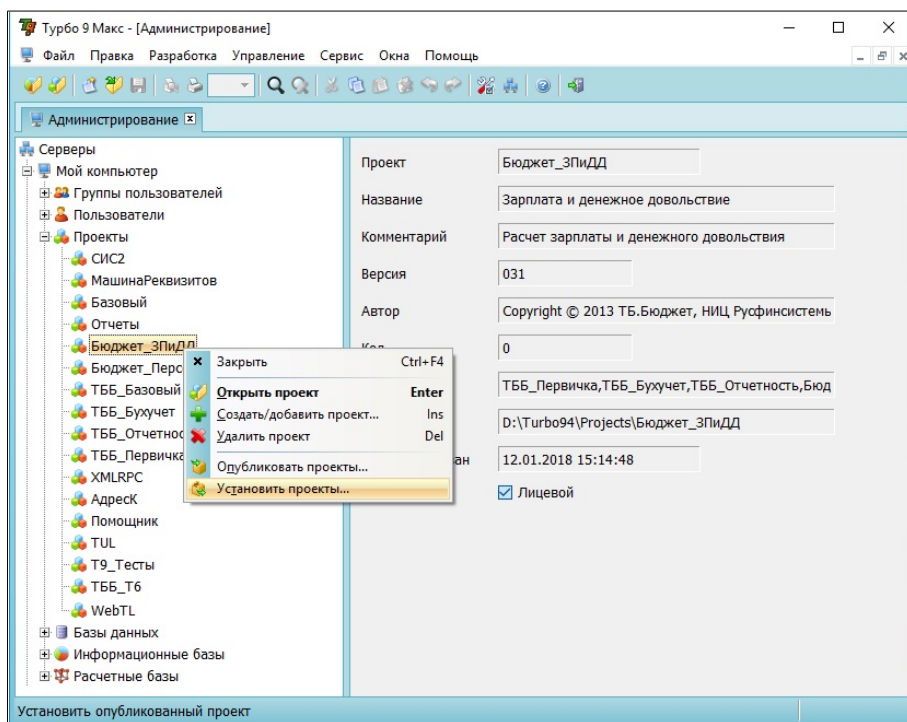 Турбо 9 Макс - [Администрирование]
Файл Правка Разработка Управление Сервис Окна Помощь
Администрирование
Серверы
Мой компьютер
Группы пользователей
Пользователи
Проекты
СИС2
МашинаРеквизитов
Базовый
Отчеты
Бюджет_ЗПиДД
Бюджет_Персо
ТББ_Базовый
ТББ_Бухучет
ТББ_Отчетнос
ТББ_Первичка
XMLRPC
АдресК
Помощник
TUL
Т9_Тесты
ТББ_Т6
WebTL
Базы данных
Информационные базы
Расчетные базы
Закрыть Ctrl+F4
Открыть проект Enter
Создать/добавить проект... Ins
Удалить проект Del
Опубликовать проекты...
Установить проекты...
Проект Бюджет_ЗПиДД
Название Зарплата и денежное довольствие
Комментарий Расчет зарплаты и денежного довольствия
Версия 031
Автор Copyright © 2013 ТБ.Бюджет, НИЦ Русфинсистемь
Код 0
ТББ_Первичка,ТББ_Бухучет,ТББ_Отчетность,Бюд
D:\Turbo94\Projects\Бюджет_ЗПиДД
ан 12.01.2018 15:14:48
Лицевой
Установить опубликованный проект